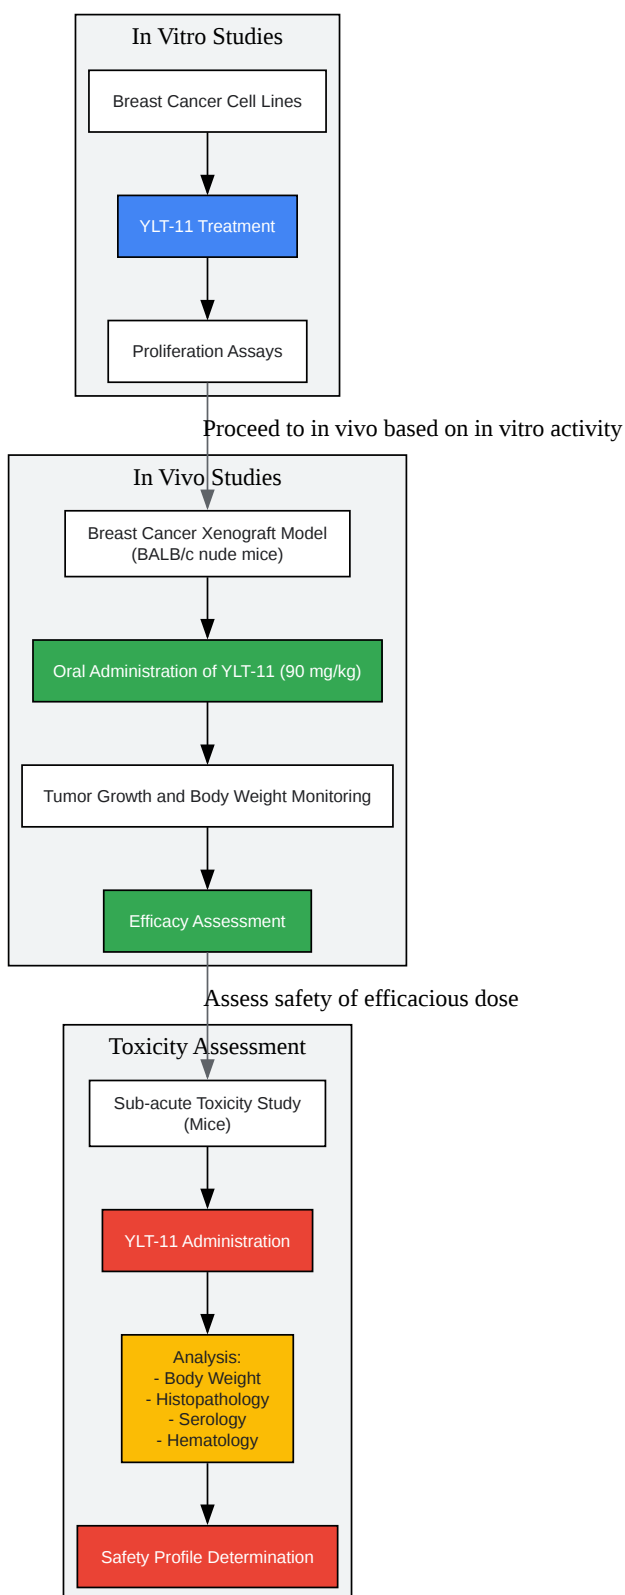 In Vitro Studies
Breast Cancer Cell Lines
YLT-11 Treatment
Proliferation Assays
Proceed to in vivo based on in vitro activity
In Vivo Studies
Breast Cancer Xenograft Model
(BALB/c nude mice)
Oral Administration of YLT-11 (90 mg/kg)
Tumor Growth and Body Weight Monitoring
Efficacy Assessment
Assess safety of efficacious dose
Toxicity Assessment
Sub-acute Toxicity Study
(Mice)
YLT-11 Administration
Analysis:
- Body Weight
- Histopathology
- Serology
- Hematology
Safety Profile Determination